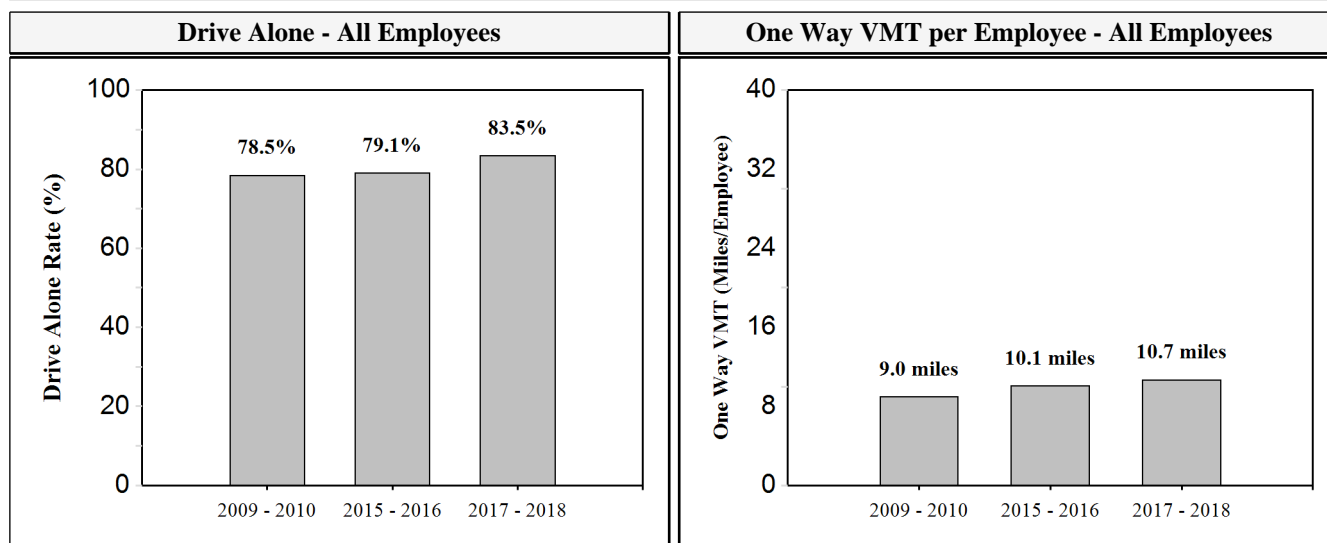 Drive Alone - All Employees
One Way VMT per Employee - All Employees
Drive Alone Rate (%)
100
80
60
40
20
0
78.5%
79.1%
83.5%
2009 - 2010
2015 - 2016
2017 - 2018
One Way VMT (Miles/Employee)
40
32
24
16
8
0
9.0 miles
10.1 miles
10.7 miles
2009 - 2010
2015 - 2016
2017 - 2018